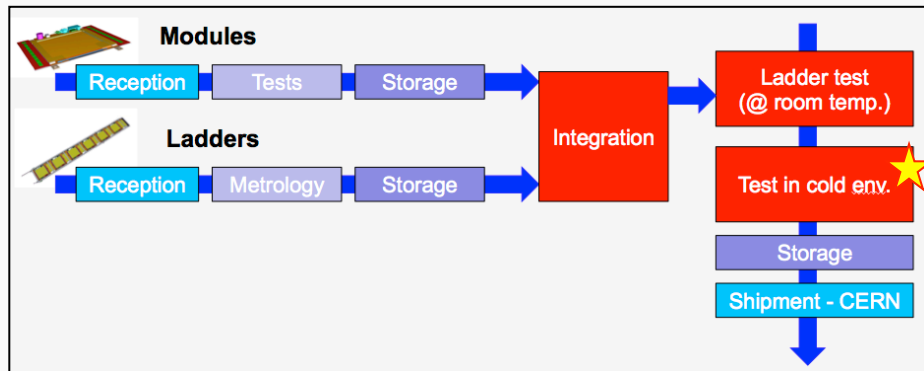 Modules
Reception
Tests
Storage
Ladders
Reception
Metrology
Storage
Integration
Ladder test
(@ room temp.)
Test in cold env.
Storage
Shipment - CERN